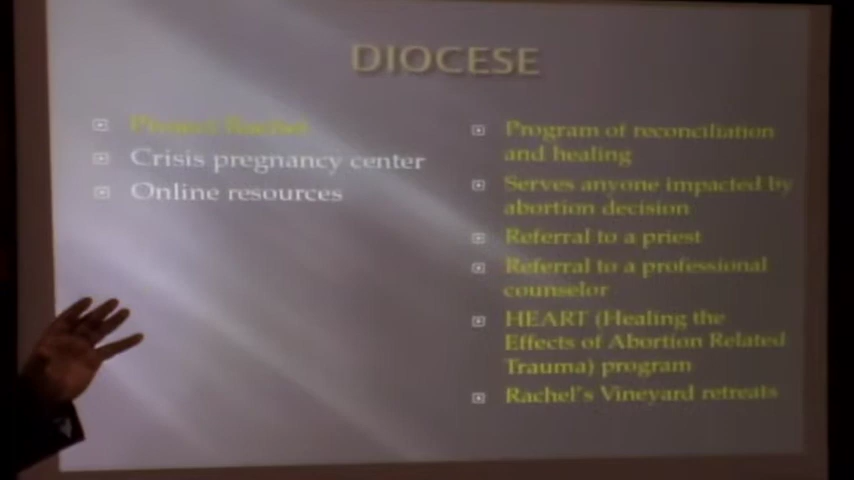 DIOCESE
Project Rachel
Crisis pregnancy center
Online resources
Program of reconciliation
and healing
Serves anyone impacted by
abortion decision
Referral to a priest
Referral to a professional
counselor
HEART (Healing the
Effects of Abortion Related
Trauma) program
Rachel's Vineyard retreats